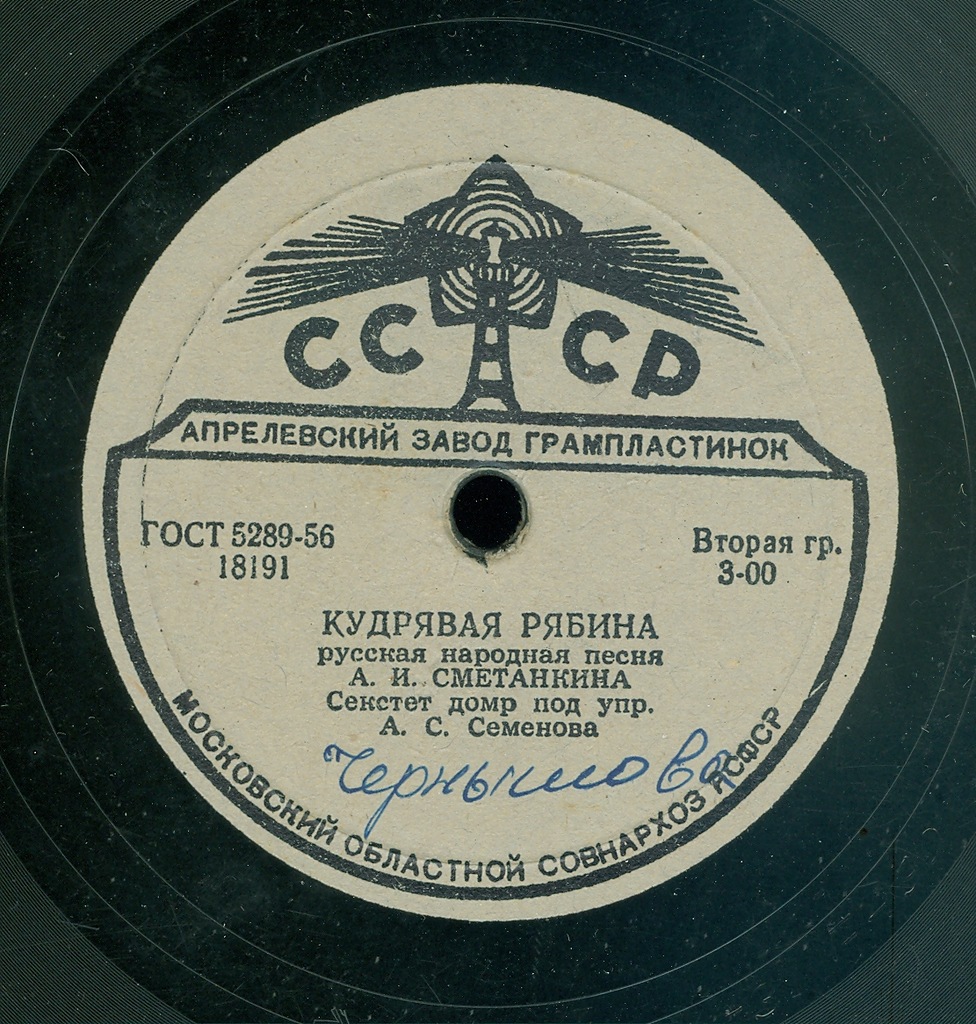 СССР
АПРЕЛЕВСКИЙ ЗАВОД ГРАМПЛАСТИНОК
ГОСТ 5289-56
18191
Вторая гр.
3-00
КУДРЯВАЯ РЯБИНА
русская народная песня
А. И. СМЕТАНКИНА
Секстет домр под упр.
А. С. Семенова
Чернышова
МОСКОВСКИЙ ОБЛАСТНОЙ СОВНАРХОЗ РСФСР